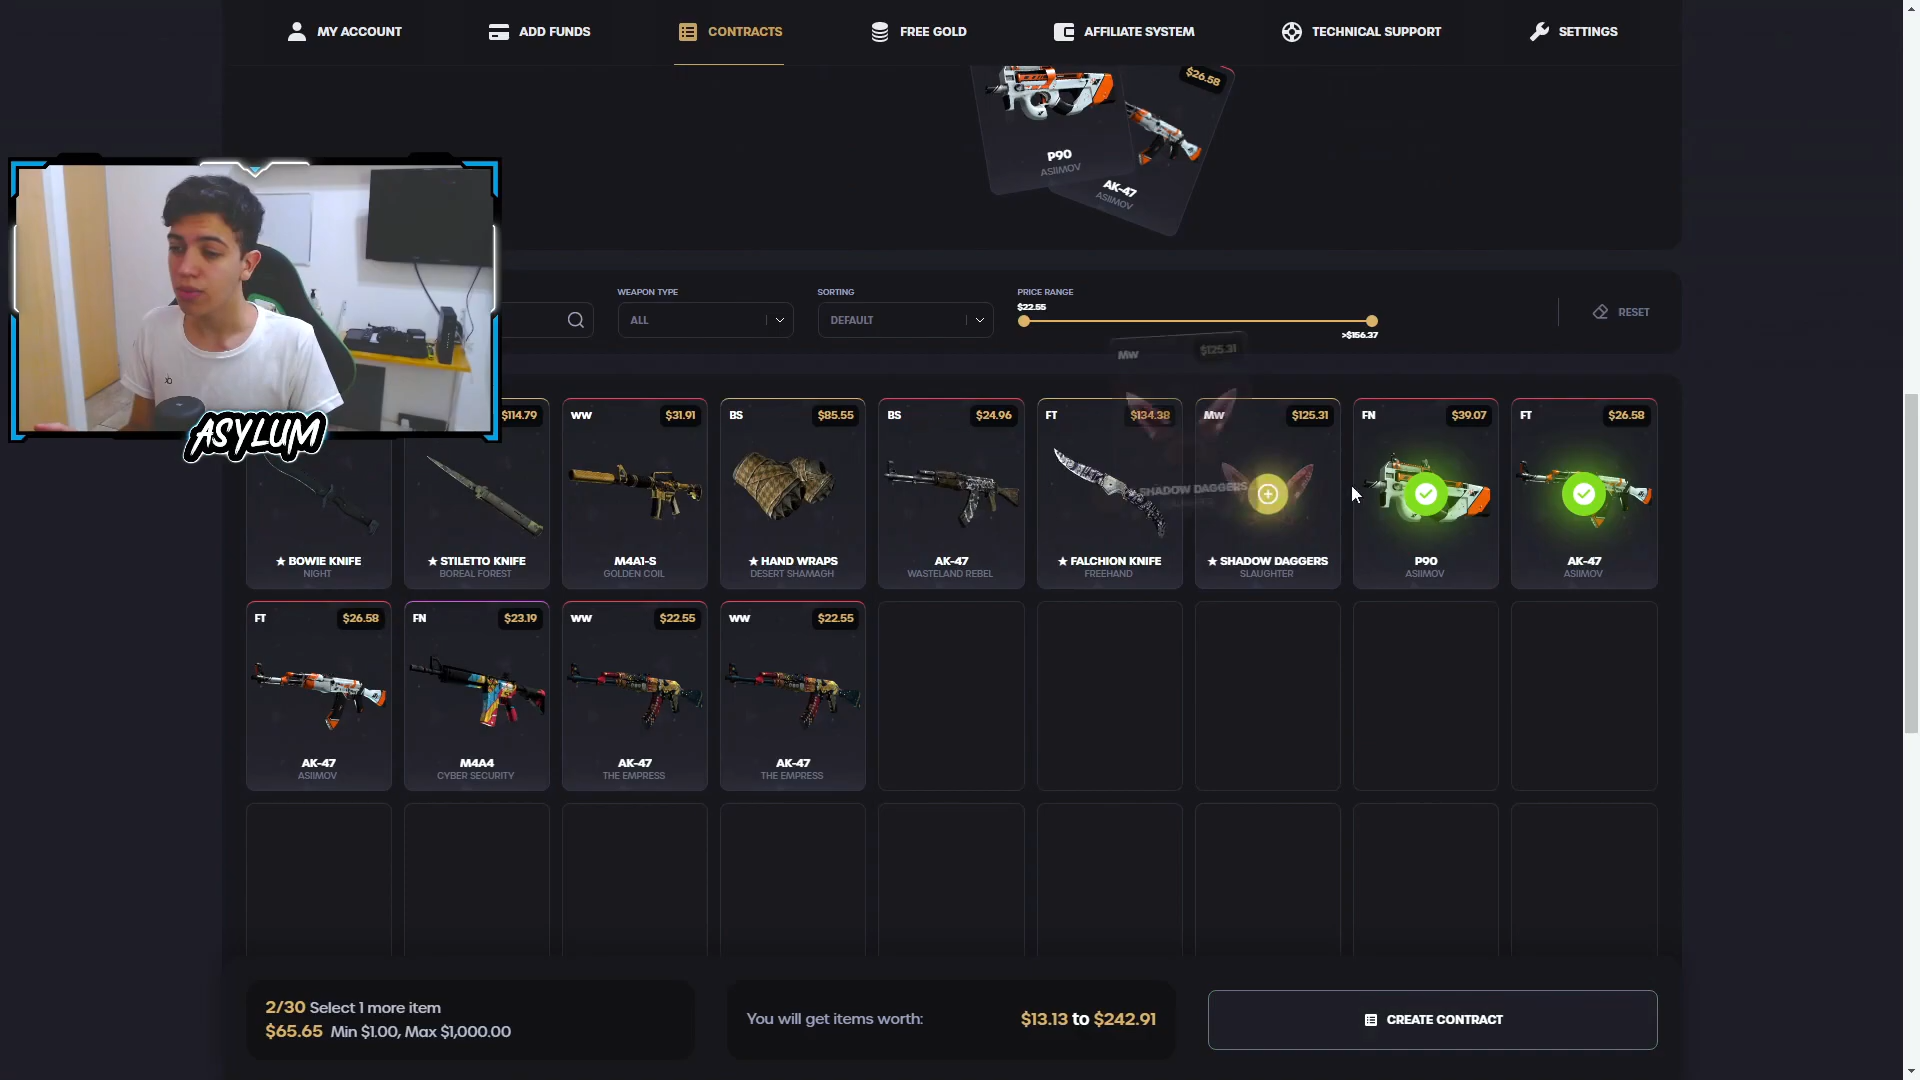 MY ACCOUNT
ADD FUNDS
CONTRACTS
FREE GOLD
AFFILIATE SYSTEM
TECHNICAL SUPPORT
SETTINGS
$26.58
P90
ASIIMOV
AK-47
ASIIMOV
WEAPON TYPE
ALL
SORTING
DEFAULT
PRICE RANGE
$22.55
>$156.37
RESET
MW $125.31
SHADOW DAGGERS
ASYLUM
$114.79
WW $31.91
BS $85.55
BS $24.96
FT $134.38
MW $125.31
FN $39.07
FT $26.58
★ BOWIE KNIFE
NIGHT
★ STILETTO KNIFE
BOREAL FOREST
M4A1-S
GOLDEN COIL
★ HAND WRAPS
DESERT SHAMAGH
AK-47
WASTELAND REBEL
★ FALCHION KNIFE
FREEHAND
★ SHADOW DAGGERS
SLAUGHTER
P90
ASIIMOV
AK-47
ASIIMOV
FT $26.58
FN $23.19
WW $22.55
WW $22.55
AK-47
ASIIMOV
M4A4
CYBER SECURITY
AK-47
THE EMPRESS
AK-47
THE EMPRESS
2/30 Select 1 more item
$65.65 Min $1.00, Max $1,000.00
You will get items worth:
$13.13 to $242.91
CREATE CONTRACT